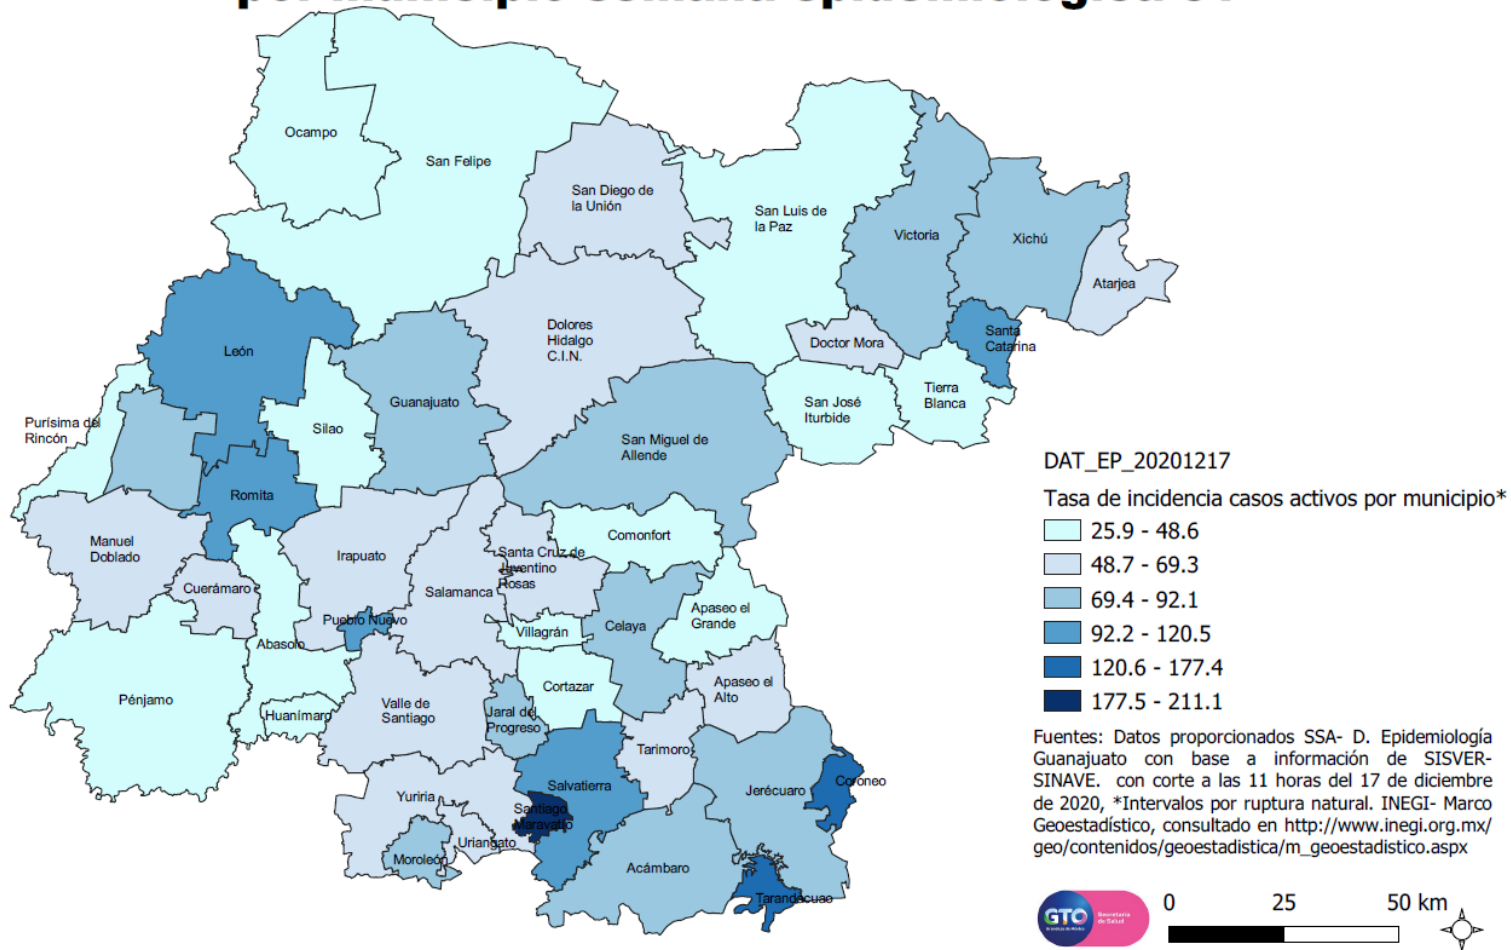 por municipio semana epidemiológica 51
Ocampo
San Felipe
San Diego de
la Unión
San Luis de
la Paz
Victoria
Xichú
Atarjea
Santa
Catarina
Doctor Mora
Tierra
Blanca
San José
Iturbide
Dolores
Hidalgo
C.I.N.
León
Guanajuato
Silao
San Miguel de
Allende
Purísima del
Rincón
Romita
Manuel
Doblado
Irapuato
Cuerámaro
Salamanca
Santa Cruz de
Juventino
Rosas
Comonfort
Pueblo Nuevo
Villagrán
Celaya
Apaseo el
Grande
Abasolo
Pénjamo
Huanímaro
Valle de
Santiago
Cortazar
Jaral del
Progreso
Apaseo el
Alto
Tarimoro
Salvatierra
Jerécuaro
Coroneo
Yuriria
Santiago
Maravatío
Uriangato
Moroleón
Acámbaro
Tarandacuao
DAT_EP_20201217
Tasa de incidencia casos activos por municipio*
25.9 - 48.6
48.7 - 69.3
69.4 - 92.1
92.2 - 120.5
120.6 - 177.4
177.5 - 211.1
Fuentes: Datos proporcionados SSA- D. Epidemiología
Guanajuato con base a información de SISVER-
SINAVE. con corte a las 11 horas del 17 de diciembre
de 2020, *Intervalos por ruptura natural. INEGI- Marco
Geoestadístico, consultado en http://www.inegi.org.mx/
geo/contenidos/geoestadistica/m_geoestadistico.aspx
GTO
Secretaría
de Salud
0 25 50 km